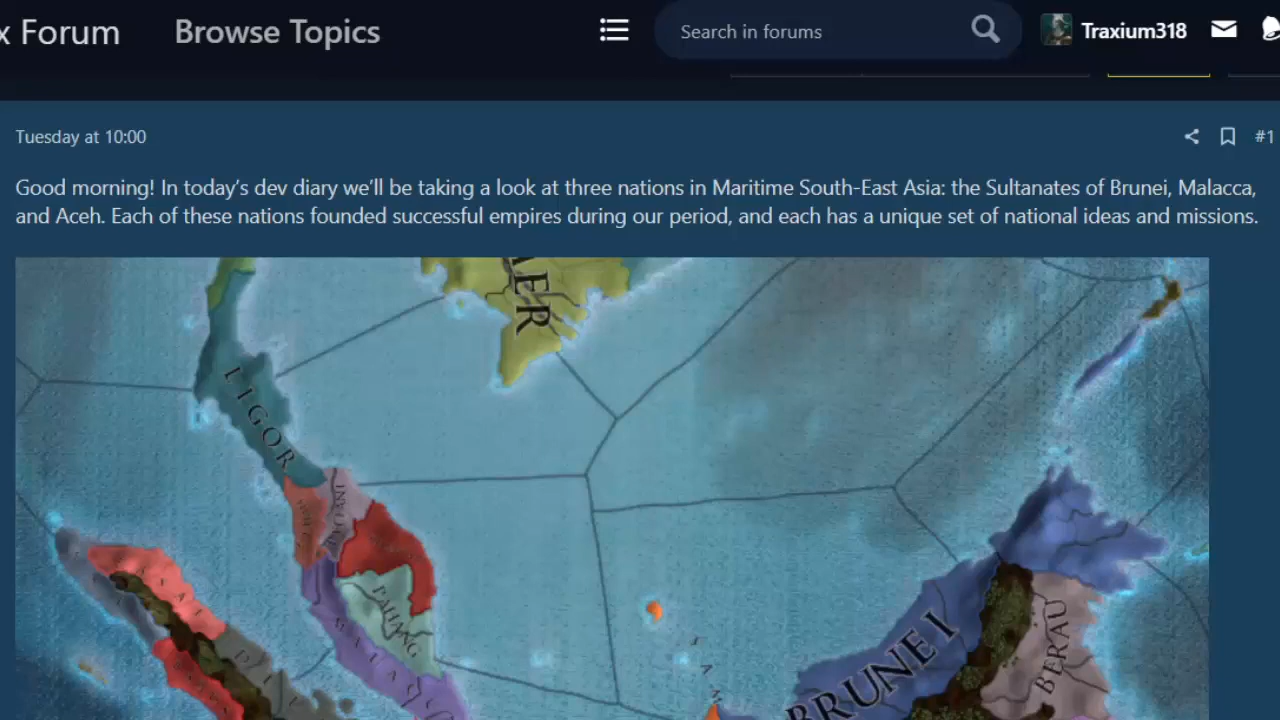 x Forum Browse Topics Search in forums Traxium318
Tuesday at 10:00 #1
Good morning! In today's dev diary we'll be taking a look at three nations in Maritime South-East Asia: the Sultanates of Brunei, Malacca,
and Aceh. Each of these nations founded successful empires during our period, and each has a unique set of national ideas and missions.
LIGOR
PAHANG
BRUNEI
BERAU